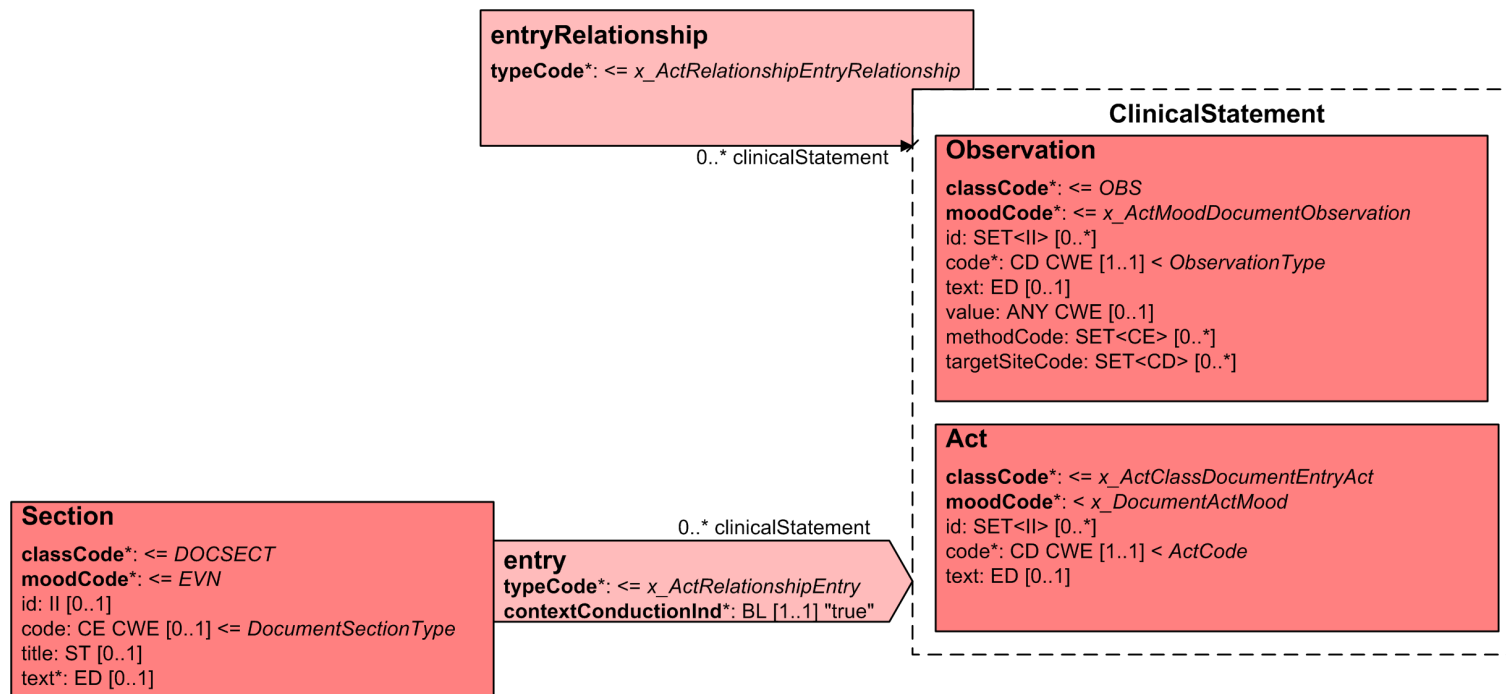 entryRelationship
typeCode*: <= x_ActRelationshipEntryRelationship
0..* clinicalStatement
ClinicalStatement
Observation
classCode*: <= OBS
moodCode*: <= x_ActMoodDocumentObservation
id: SET<II> [0..*]
code*: CD CWE [1..1] < ObservationType
text: ED [0..1]
value: ANY CWE [0..1]
methodCode: SET<CE> [0..*]
targetSiteCode: SET<CD> [0..*]
Act
classCode*: <= x_ActClassDocumentEntryAct
moodCode*: < x_DocumentActMood
id: SET<II> [0..*]
code*: CD CWE [1..1] < ActCode
text: ED [0..1]
Section
classCode*: <= DOCSECT
moodCode*: <= EVN
id: II [0..1]
code: CE CWE [0..1] <= DocumentSectionType
title: ST [0..1]
text*: ED [0..1]
0..* clinicalStatement
entry
typeCode*: <= x_ActRelationshipEntry
contextConductionInd*: BL [1..1] "true"